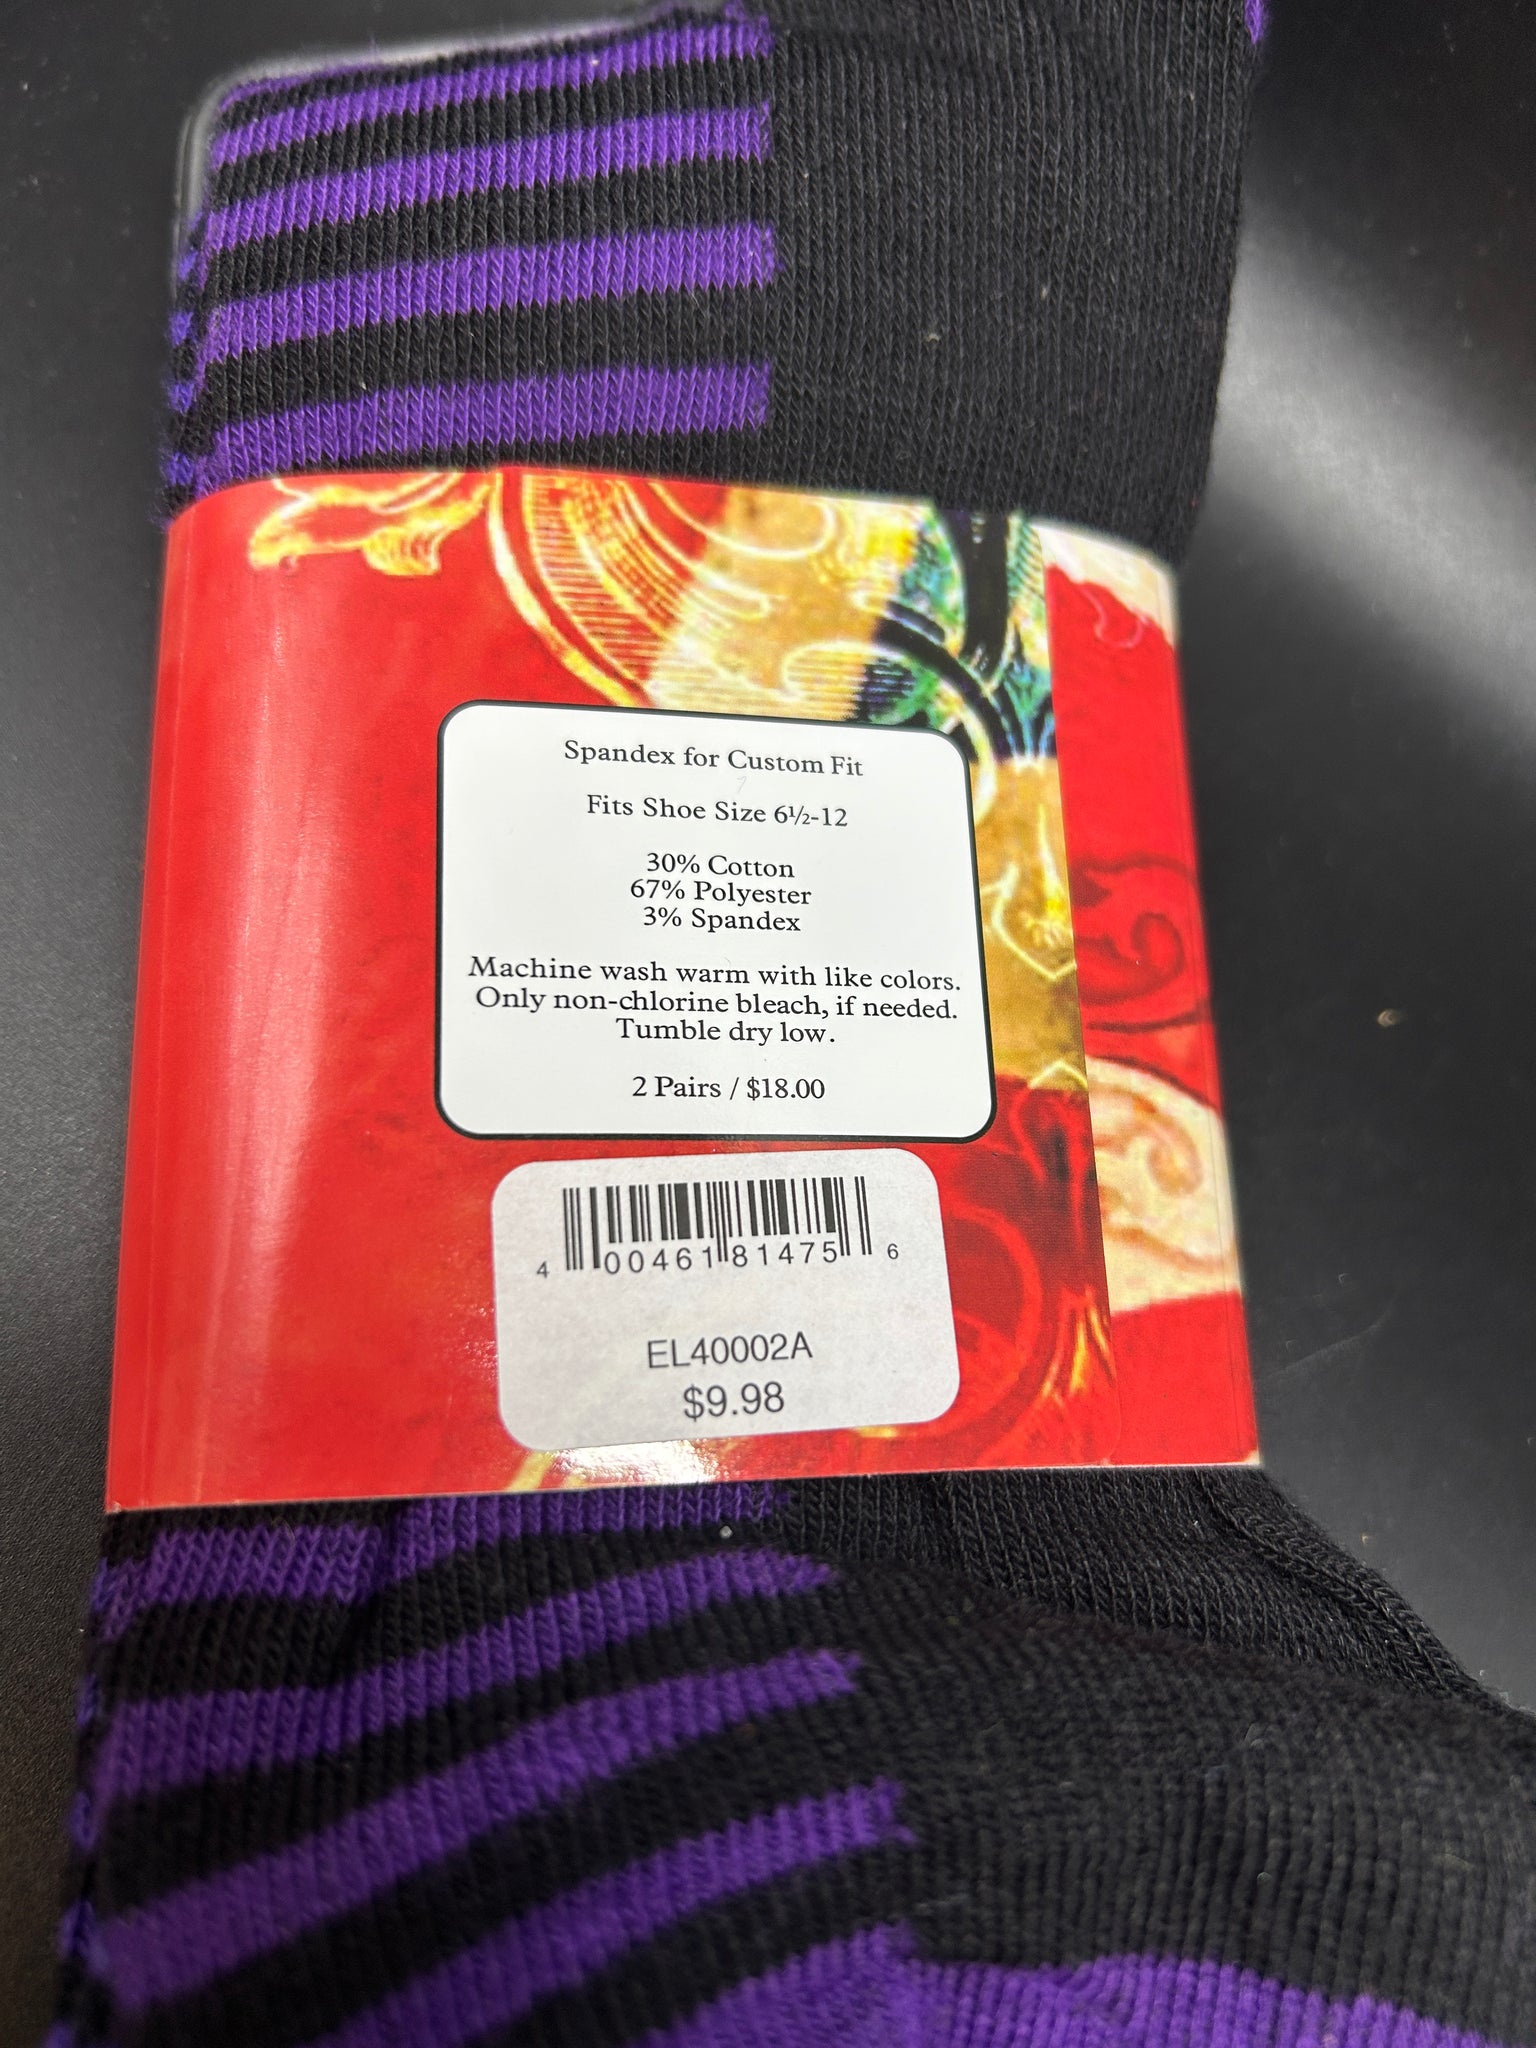 Spandex for Custom Fit
Fits Shoe Size 6½-12
30% Cotton
67% Polyester
3% Spandex
Machine wash warm with like colors.
Only non-chlorine bleach, if needed.
Tumble dry low.
2 Pairs / $18.00
4 00461 81475 6
EL40002A
$9.98